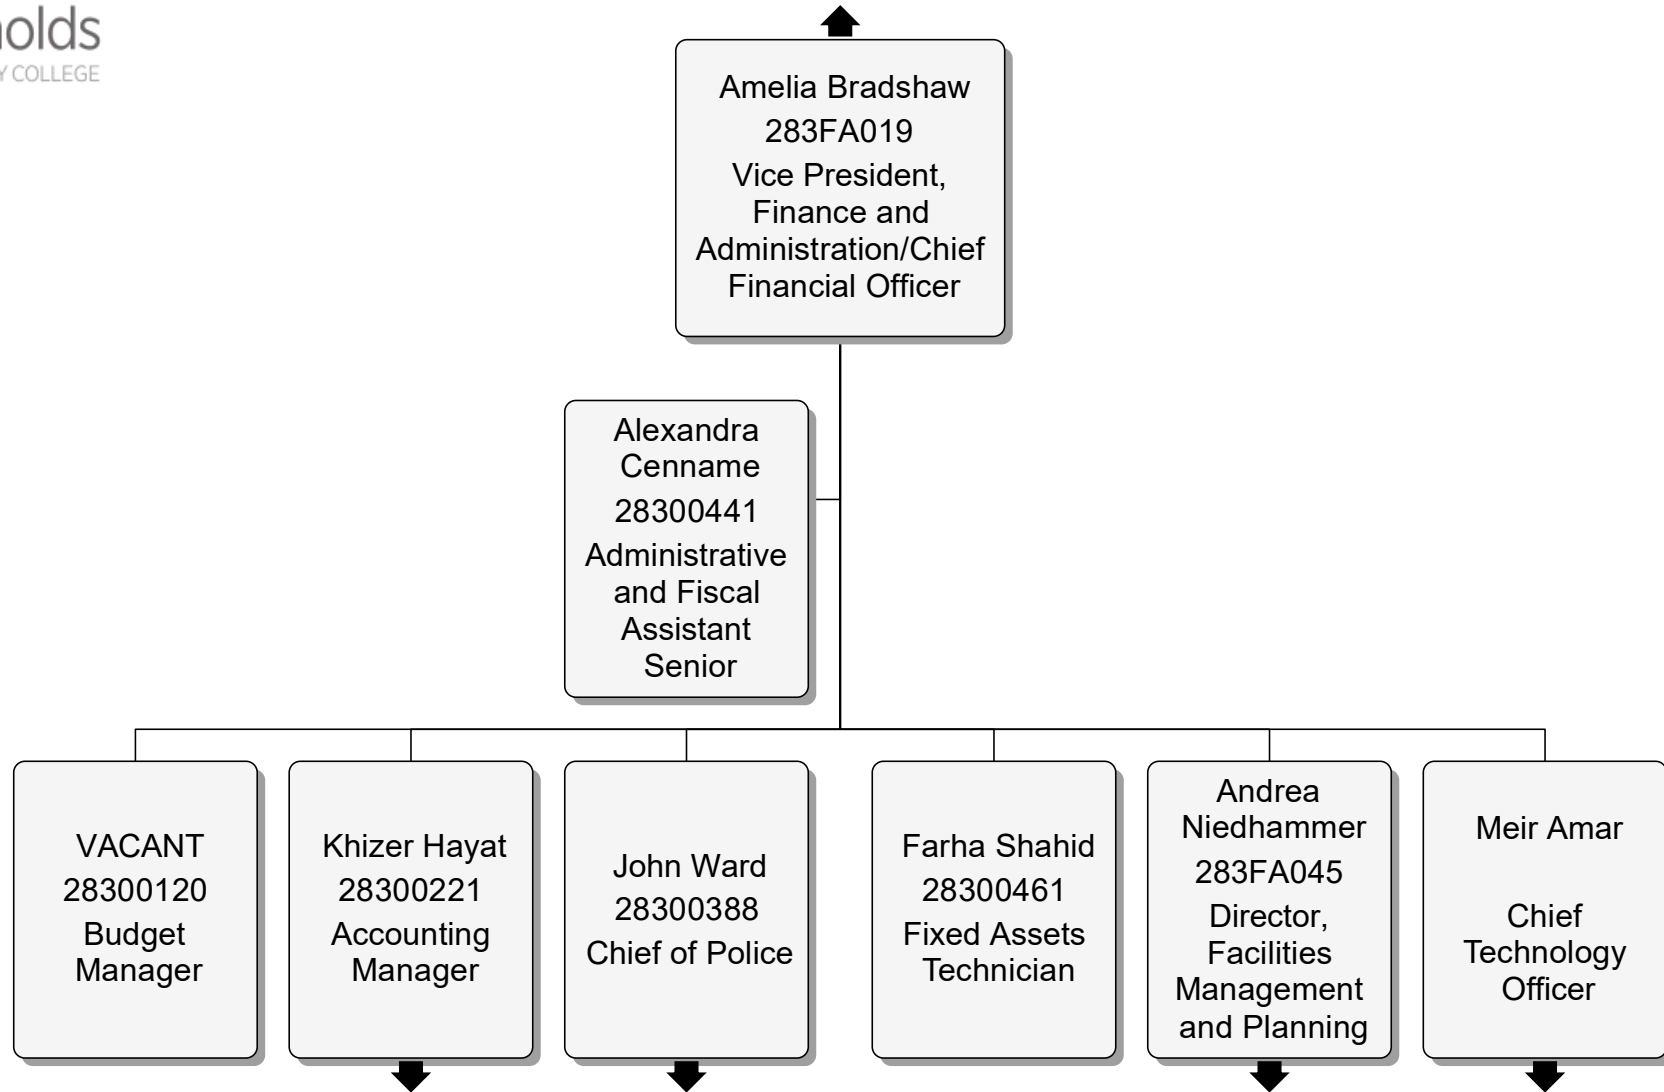 olds
Y COLLEGE
Amelia Bradshaw
283FA019
Vice President,
Finance and
Administration/Chief
Financial Officer
Alexandra
Cenname
28300441
Administrative
and Fiscal
Assistant
Senior
VACANT
28300120
Budget
Manager
Khizer Hayat
28300221
Accounting
Manager
John Ward
28300388
Chief of Police
Farha Shahid
28300461
Fixed Assets
Technician
Andrea
Niedhammer
283FA045
Director,
Facilities
Management
and Planning
Meir Amar
Chief
Technology
Officer